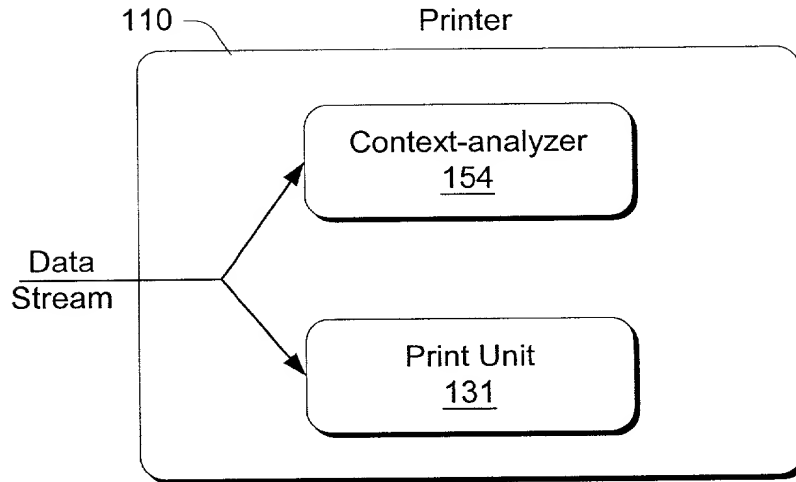 110
Printer
Context-analyzer
154
Data
Stream
Print Unit
131